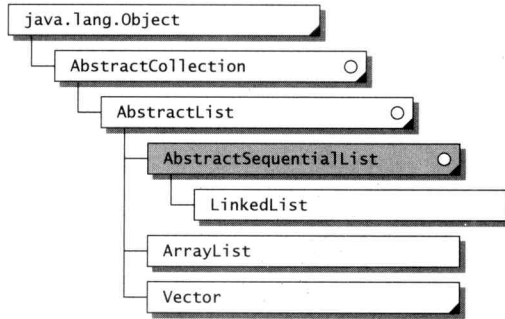 java.lang.Object
AbstractCollection
AbstractList
AbstractSequentialList
LinkedList
ArrayList
Vector